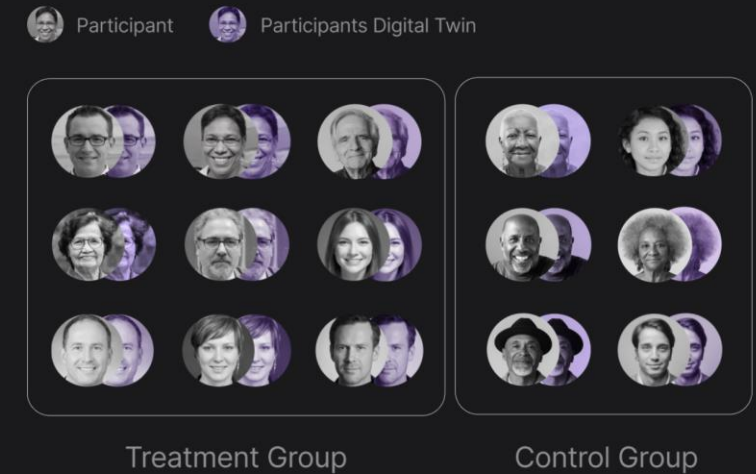 Participant
Participants Digital Twin
Treatment Group
Control Group